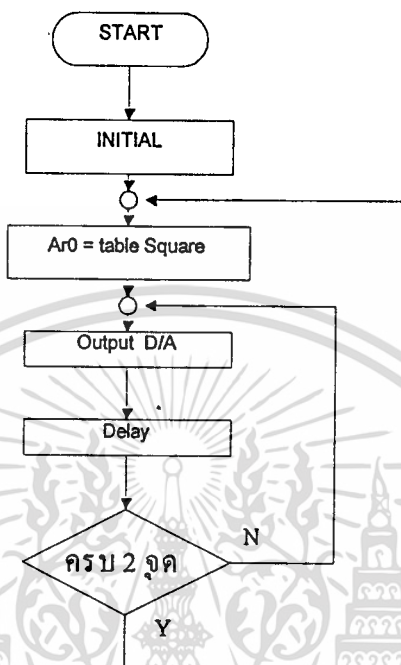 START
INITIAL
Ar0 = table Square
Output D/A
Delay
ครบ 2 จุด
N
Y